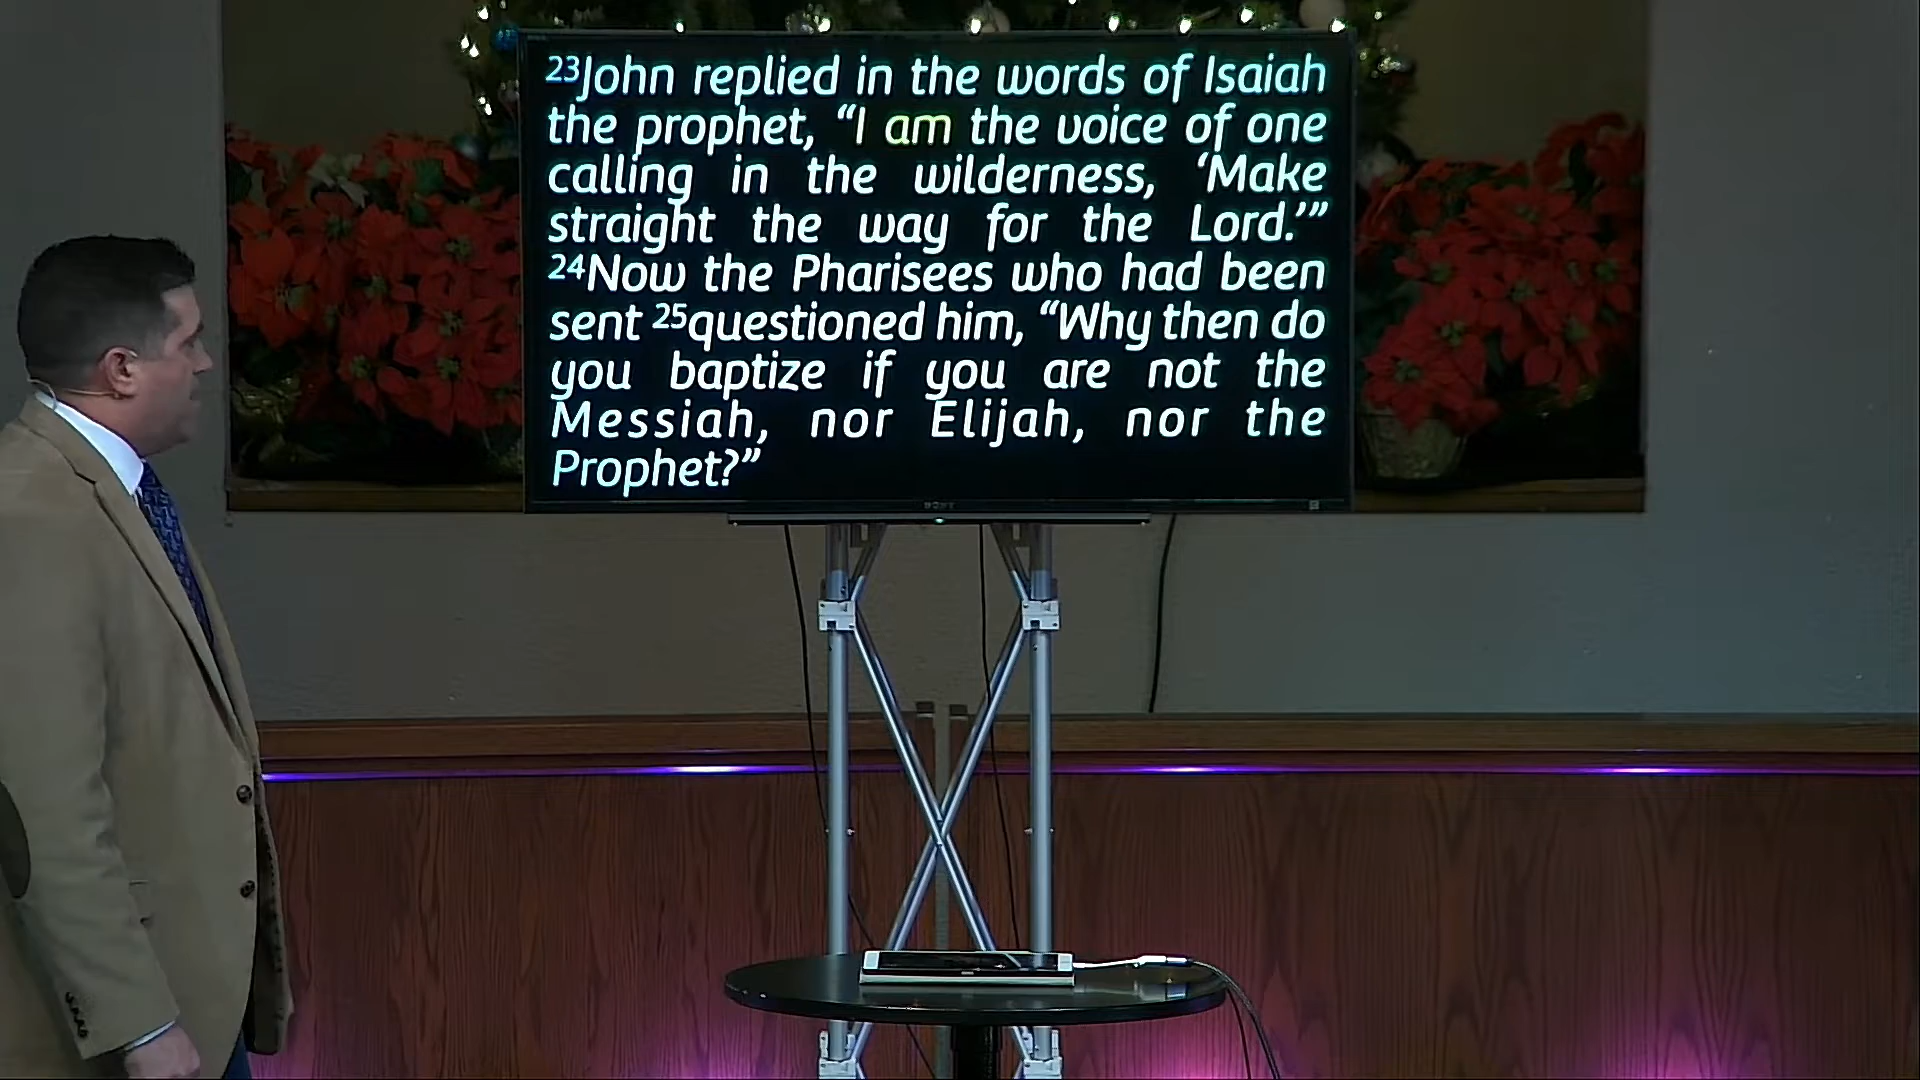 23John replied in the words of Isaiah
the prophet, “I am the voice of one
calling in the wilderness, ‘Make
straight the way for the Lord.’”
24Now the Pharisees who had been
sent 25questioned him, “Why then do
you baptize if you are not the
Messiah, nor Elijah, nor the
Prophet?”
SONY